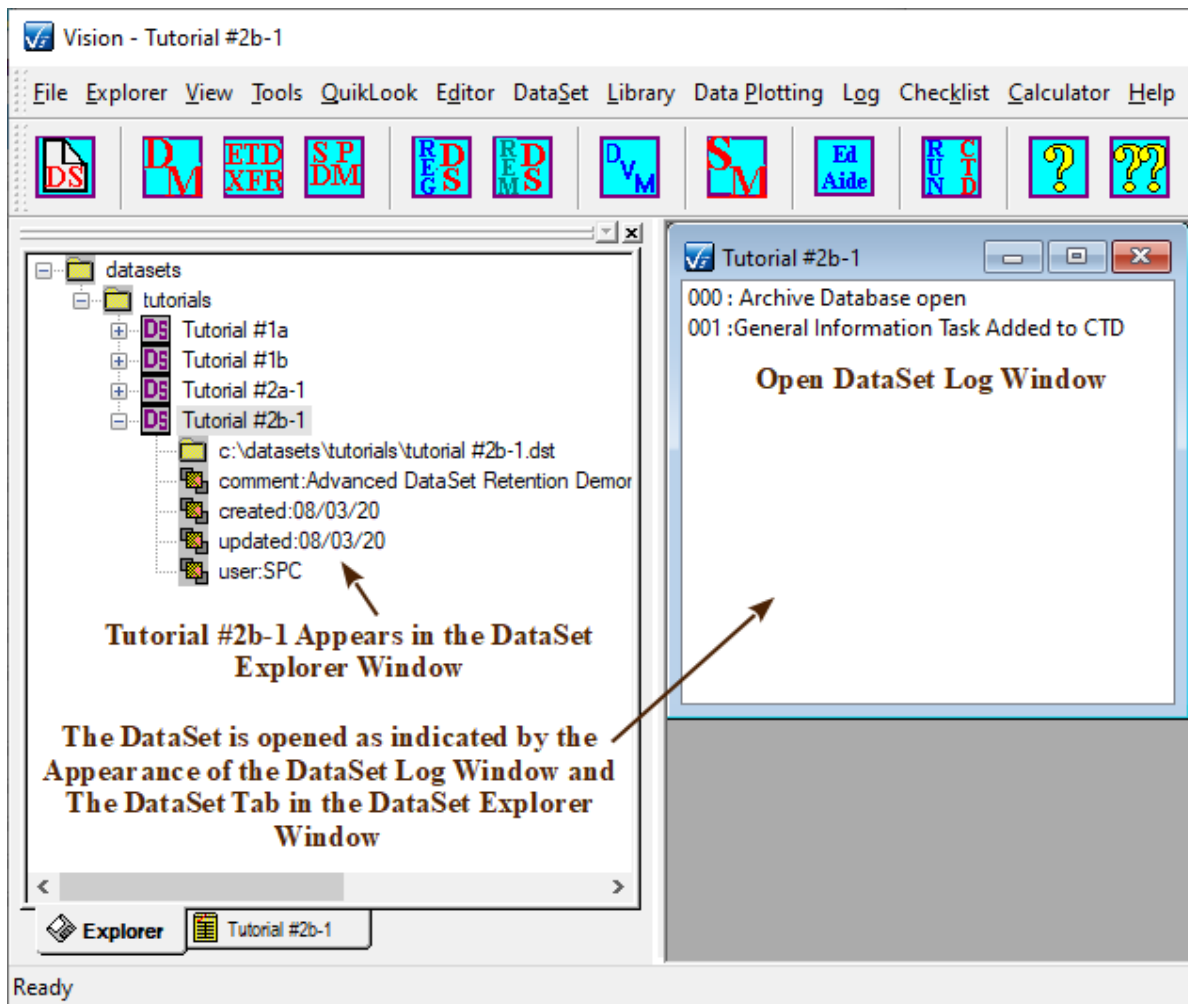 Vision - Tutorial #2b-1
File Explorer View Tools QuikLook Editor DataSet Library Data Plotting Log Checklist Calculator Help
DS
DM
ETD XFR
SP DM
REG DS
REM DS
DVM
SM
Ed Aide
RUN CTD
?
??
datasets
tutorials
DS Tutorial #1a
DS Tutorial #1b
DS Tutorial #2a-1
DS Tutorial #2b-1
c:\datasets\tutorials\tutorial #2b-1.dst
comment:Advanced DataSet Retention Demor
created:08/03/20
updated:08/03/20
user:SPC
Tutorial #2b-1 Appears in the DataSet
Explorer Window
The DataSet is opened as indicated by the
Appearance of the DataSet Log Window and
The DataSet Tab in the DataSet Explorer
Window
Explorer Tutorial #2b-1
Tutorial #2b-1
000 : Archive Database open
001 :General Information Task Added to CTD
Open DataSet Log Window
Ready